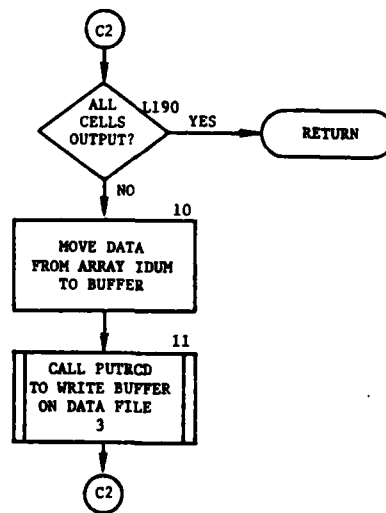 C2
L190
ALL
CELLS
OUTPUT?
YES
RETURN
NO
10
MOVE DATA
FROM ARRAY IDUM
TO BUFFER
11
CALL PUTRCD
TO WRITE BUFFER
ON DATA FILE
3
C2